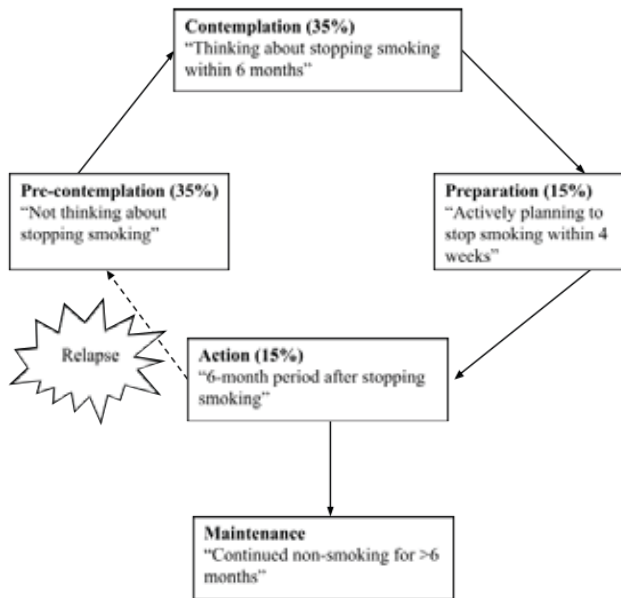 Contemplation (35%)
“Thinking about stopping smoking
within 6 months”
Pre-contemplation (35%)
“Not thinking about
stopping smoking”
Preparation (15%)
“Actively planning to
stop smoking within 4
weeks”
Relapse
Action (15%)
“6-month period after stopping
smoking”
Maintenance
“Continued non-smoking for >6
months”